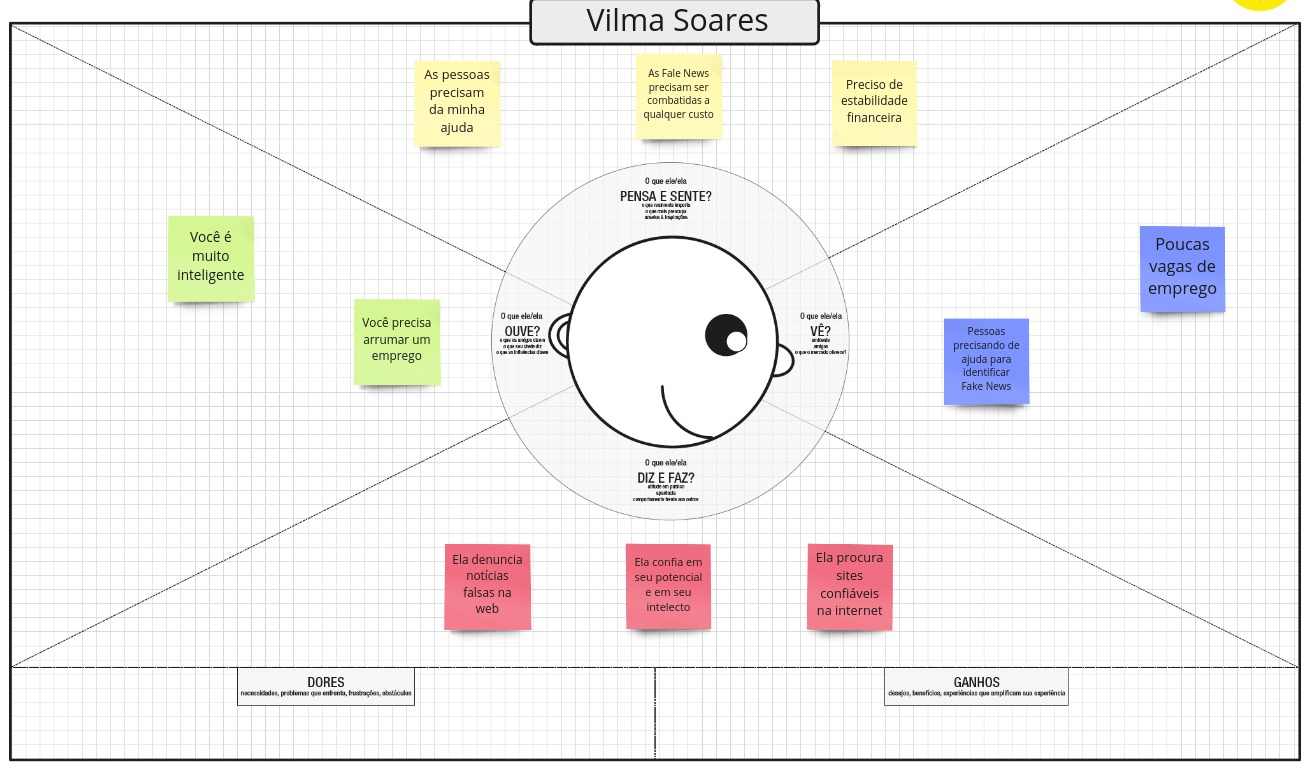 Vilma Soares
As pessoas
precisam
da minha
ajuda
As Fale News
precisam ser
combatidas a
qualquer custo
Preciso de
estabilidade
financeira
O que ele/ela
PENSA E SENTE?
o que realmente importa
o que mais preocupa
anseios & inspirações
Você é
muito
inteligente
Você precisa
arrumar um
emprego
O que ele/ela
OUVE?
o que os amigos dizem
o que seu chefe diz
o que os influências dizem
O que ele/ela
VÊ?
ambiente
amigos
o que o mercado oferece?
Poucas
vagas de
emprego
Pessoas
precisando de
ajuda para
identificar
Fake News
O que ele/ela
DIZ E FAZ?
atitude em público
aparência
comportamento frente aos outros
Ela denuncia
notícias
falsas na
web
Ela confia em
seu potencial
e em seu
intelecto
Ela procura
sites
confiáveis
na internet
DORES
necessidades, problemas que enfrenta, frustrações, obstáculos
GANHOS
desejos, benefícios, experiências que amplificam sua experiência